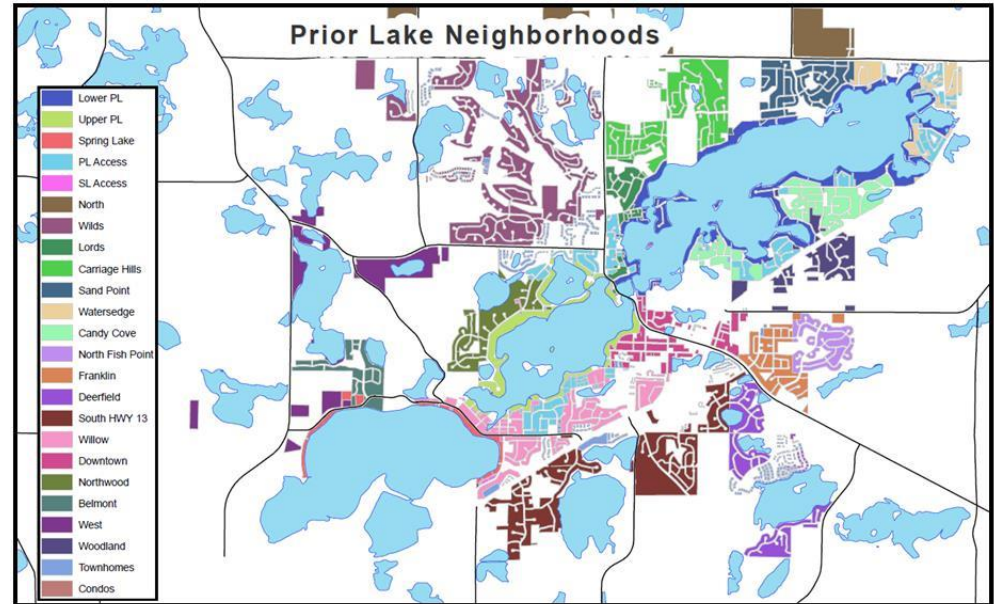 Prior Lake Neighborhoods
Lower PL
Upper PL
Spring Lake
PL Access
SL Access
North
Wilds
Lords
Carriage Hills
Sand Point
Watersedge
Candy Cove
North Fish Point
Franklin
Deerfield
South HWY 13
Willow
Downtown
Northwood
Belmont
West
Woodland
Townhomes
Condos